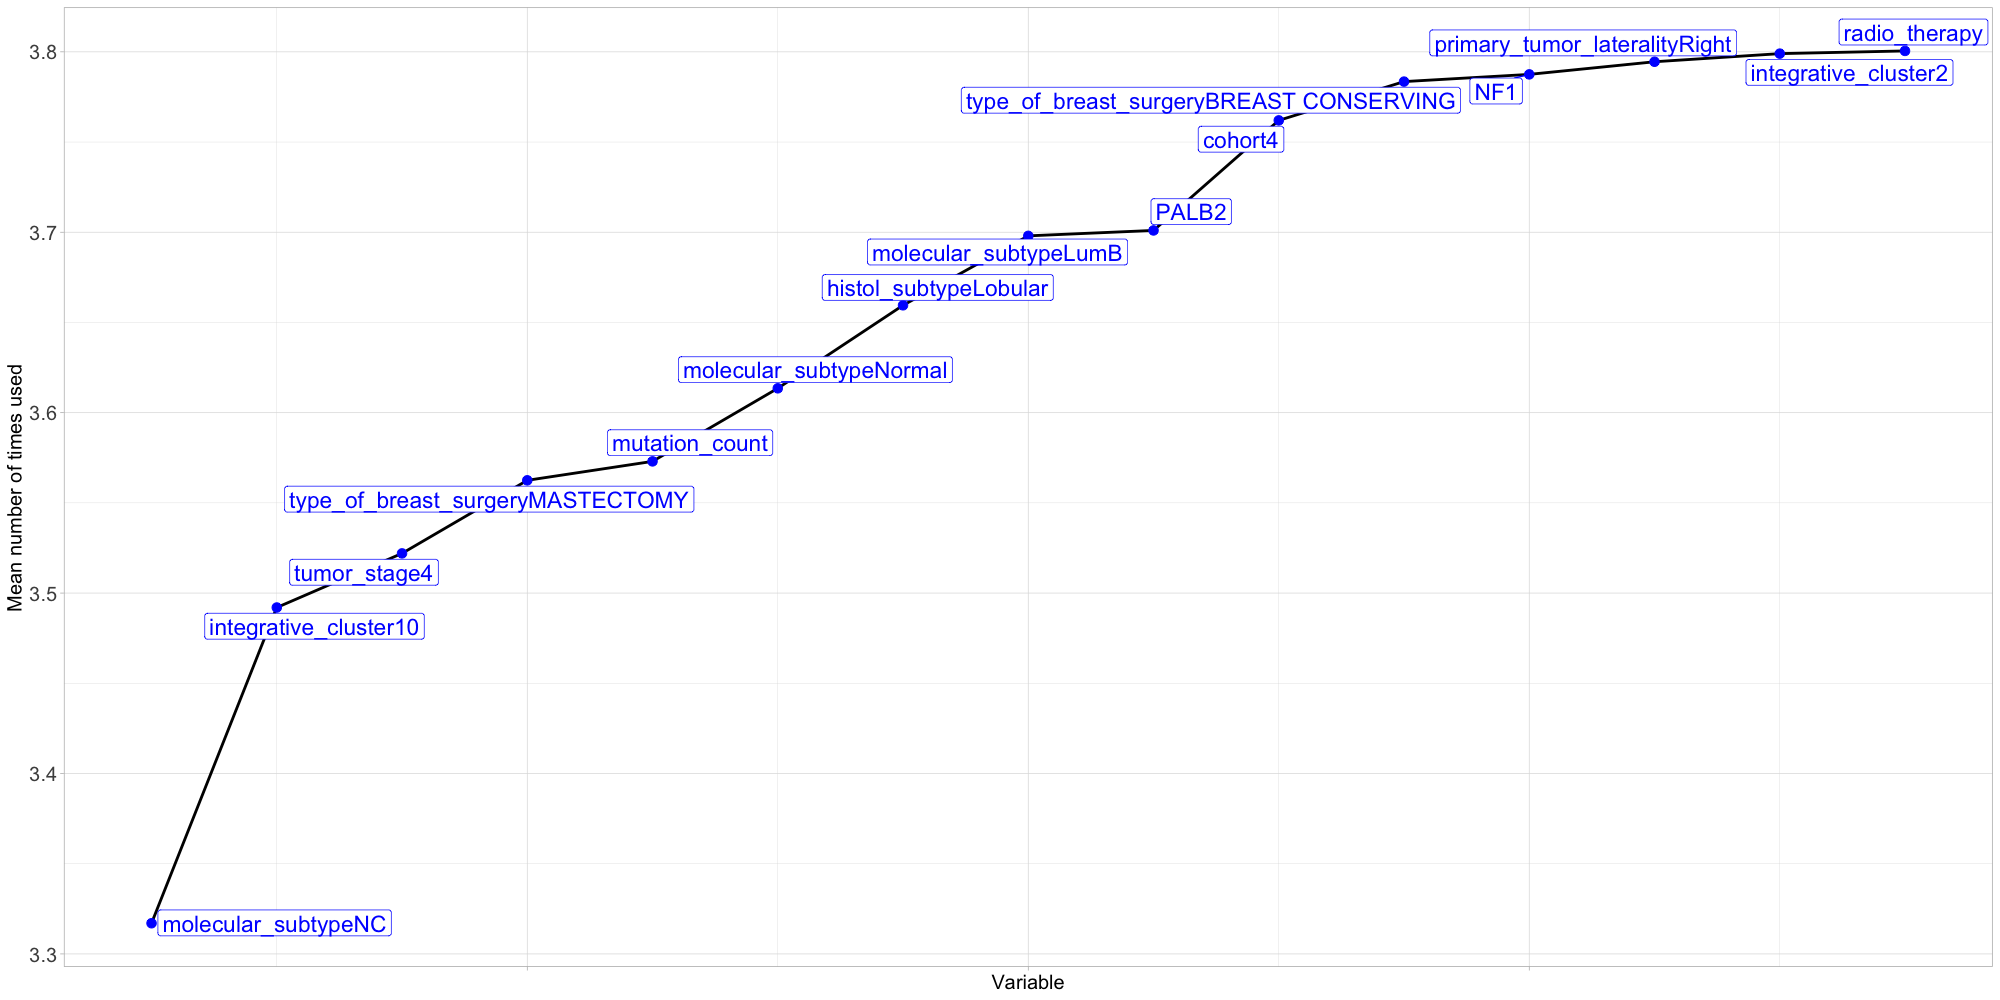 3.8
3.7
3.6
3.5
3.4
3.3
Mean number of times used
Variable
radio_therapy
primary_tumor_lateralityRight
integrative_cluster2
NF1
type_of_breast_surgeryBREAST CONSERVING
cohort4
PALB2
molecular_subtypeLumB
histol_subtypeLobular
molecular_subtypeNormal
mutation_count
type_of_breast_surgeryMASTECTOMY
tumor_stage4
integrative_cluster10
molecular_subtypeNC